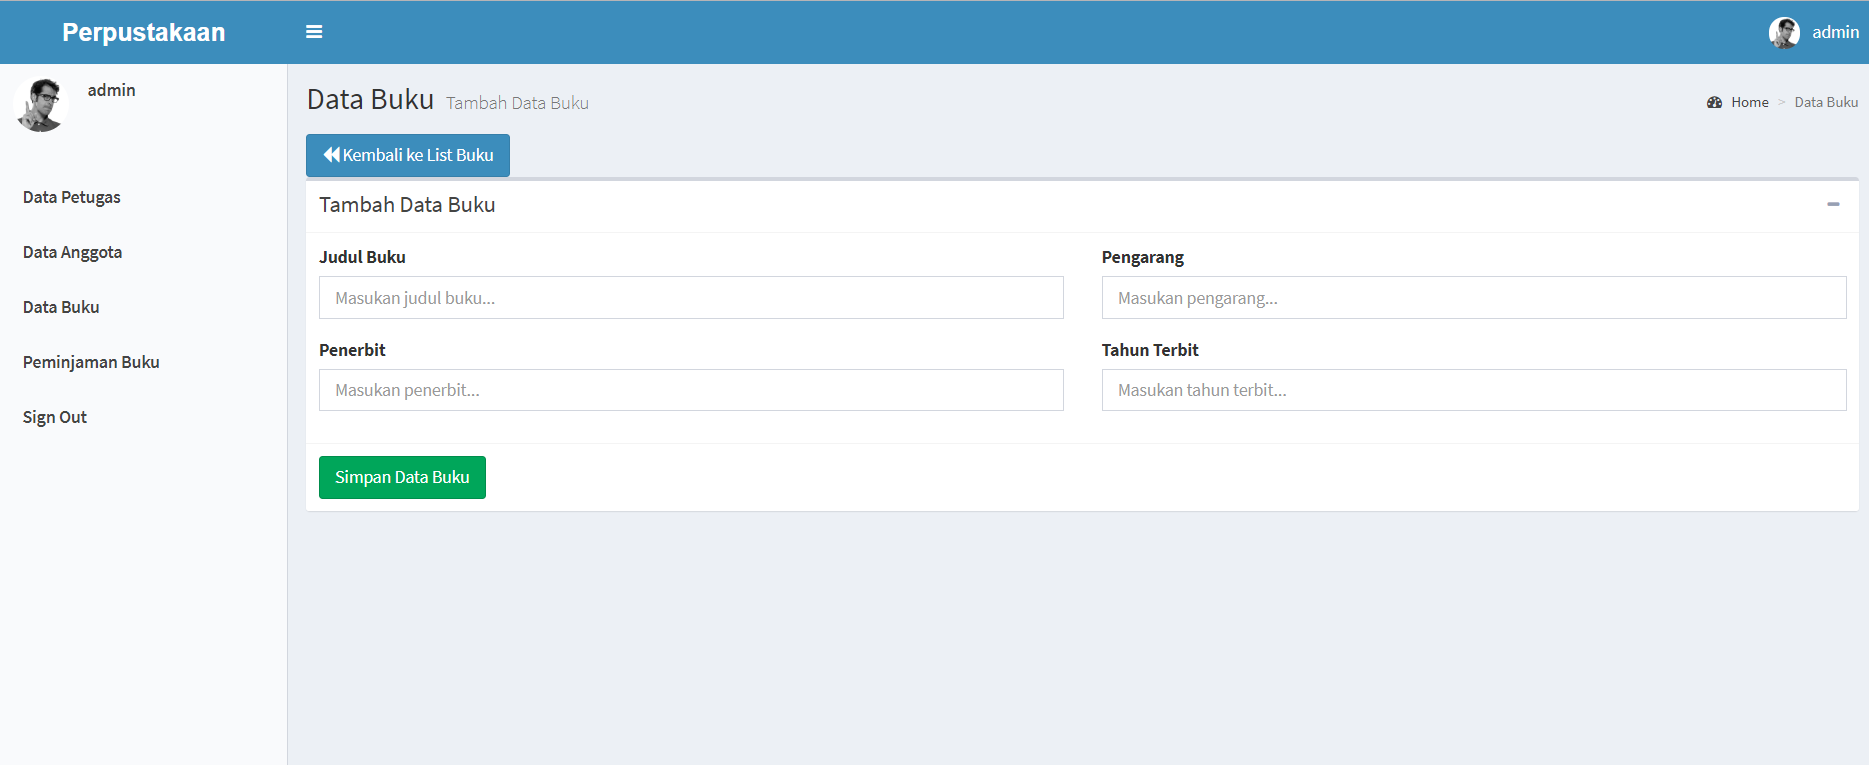 Perpustakaan
admin
admin
Data Petugas
Data Anggota
Data Buku
Peminjaman Buku
Sign Out
Data Buku Tambah Data Buku
Home > Data Buku
Kembali ke List Buku
Tambah Data Buku
Judul Buku
Masukan judul buku...
Pengarang
Masukan pengarang...
Penerbit
Masukan penerbit...
Tahun Terbit
Masukan tahun terbit...
Simpan Data Buku